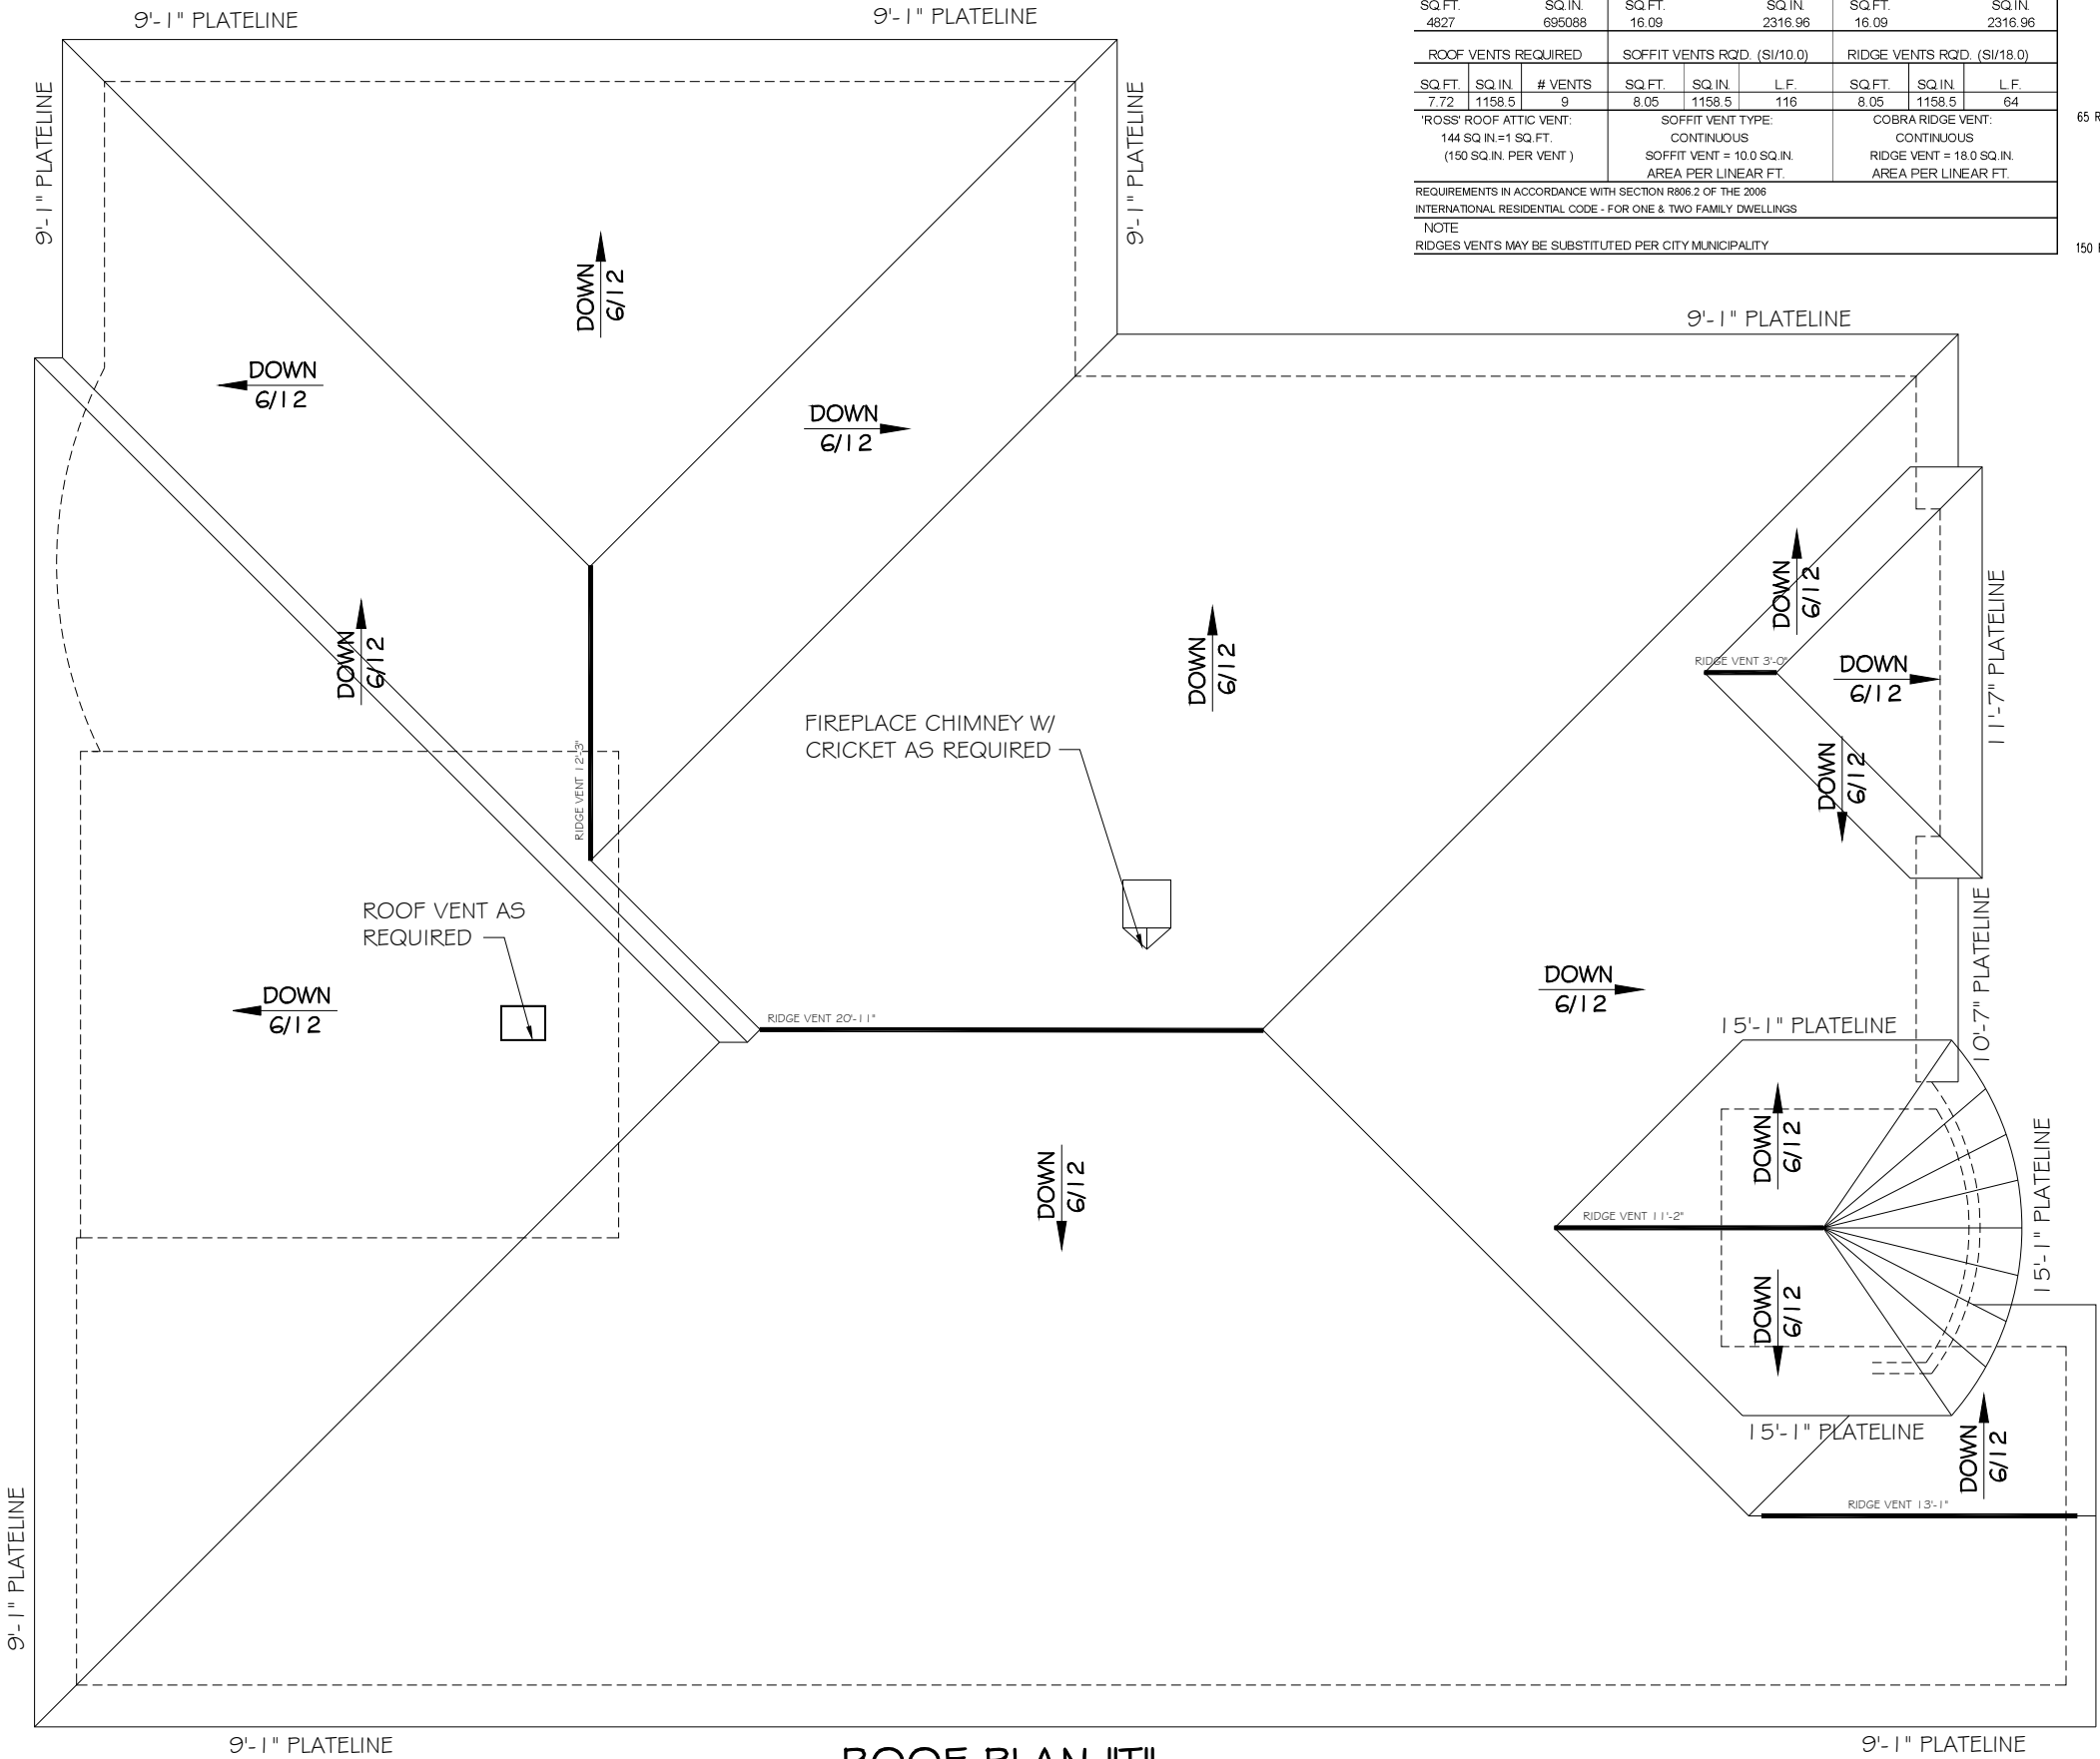 9'-1" PLATELINE
9'-1" PLATELINE
SQ.FT. SQ.IN. SQ.FT. SQ.IN. SQ.FT. SQ.IN.
4827 695088 16.09 2316.96 16.09 2316.96
ROOF VENTS REQUIRED SOFFIT VENTS RQ'D. (SI/10.0) RIDGE VENTS RQ'D. (SI/18.0)
SQ.FT. SQ.IN. # VENTS SQ.FT. SQ.IN. L.F. SQ.FT. SQ.IN. L.F.
7.72 1158.5 9 8.05 1158.5 116 8.05 1158.5 64
'ROSS' ROOF ATTIC VENT: SOFFIT VENT TYPE: COBRA RIDGE VENT:
144 SQ.IN.=1 SQ.FT. CONTINUOUS CONTINUOUS
(150 SQ.IN. PER VENT ) SOFFIT VENT = 10.0 SQ.IN. RIDGE VENT = 18.0 SQ.IN.
AREA PER LINEAR FT. AREA PER LINEAR FT.
REQUIREMENTS IN ACCORDANCE WITH SECTION R806.2 OF THE 2006
INTERNATIONAL RESIDENTIAL CODE - FOR ONE & TWO FAMILY DWELLINGS
NOTE
RIDGES VENTS MAY BE SUBSTITUTED PER CITY MUNICIPALITY
65 R
150
9'-1" PLATELINE
9'-1" PLATELINE
DOWN
6/12
9'-1" PLATELINE
DOWN
6/12
DOWN
6/12
DOWN
6/12
DOWN
6/12
DOWN
6/12
RIDGE VENT 3'-0"
DOWN
6/12
11'-7" PLATELINE
FIREPLACE CHIMNEY W/
CRICKET AS REQUIRED
DOWN
6/12
RIDGE VENT 12'-3"
ROOF VENT AS
REQUIRED
10'-7" PLATELINE
DOWN
6/12
DOWN
6/12
RIDGE VENT 20'-11"
15'-1" PLATELINE
DOWN
6/12
DOWN
6/12
RIDGE VENT 11'-2"
15'-1" PLATELINE
DOWN
6/12
15'-1" PLATELINE
DOWN
6/12
RIDGE VENT 13'-1"
9'-1" PLATELINE
9'-1" PLATELINE
9'-1" PLATELINE
ROOF PLAN